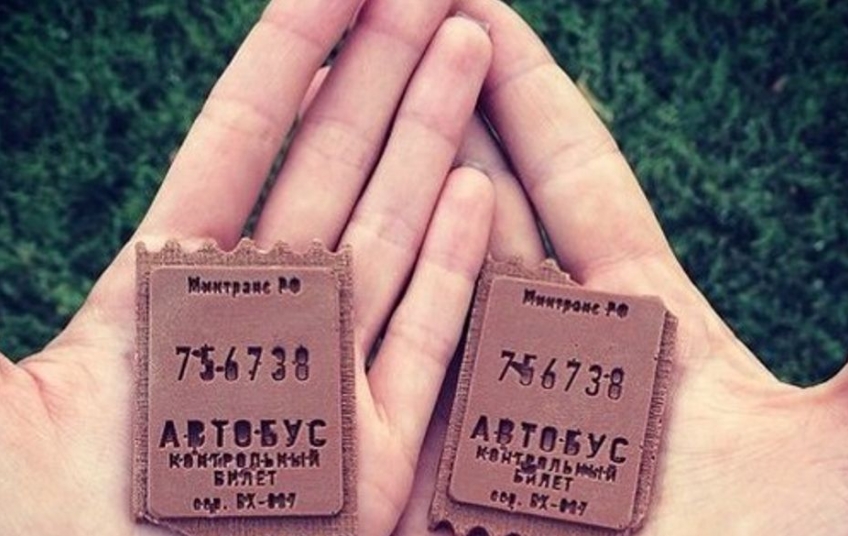 Минтранс РФ
756738
АВТОБУС
КОНТРОЛЬНЫЙ
БИЛЕТ
сер. БХ-007
Минтранс РФ
756738
АВТОБУС
КОНТРОЛЬНЫЙ
БИЛЕТ
сер. БХ-007